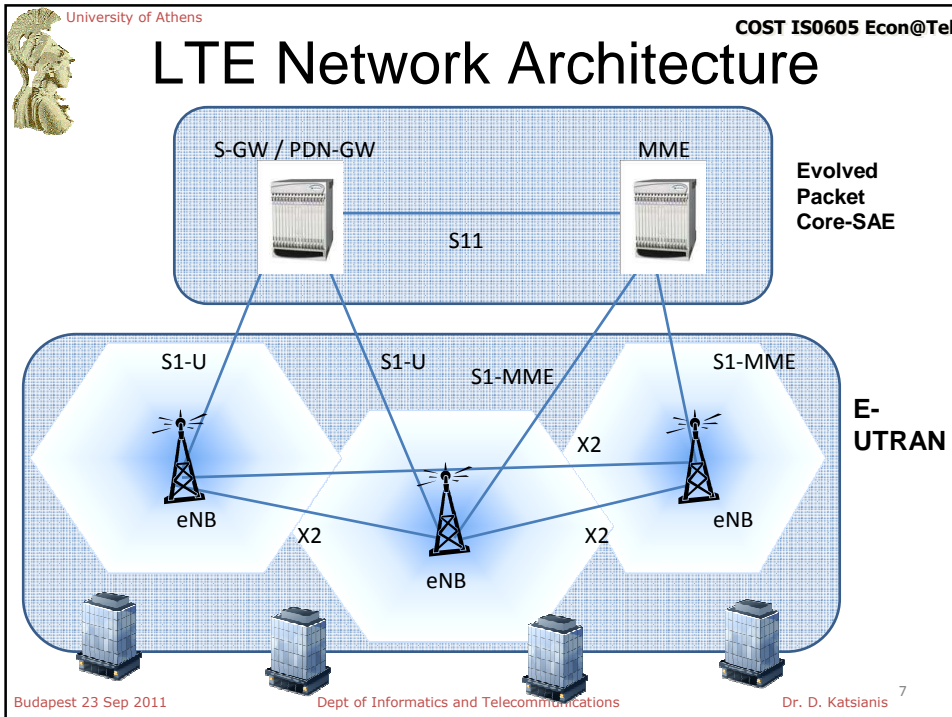 University of Athens
COST IS0605 Econ@Tel
LTE Network Architecture
S-GW / PDN-GW
MME
Evolved
Packet
Core-SAE
S11
S1-U
S1-U
S1-MME
S1-MME
E-
UTRAN
X2
eNB
X2
X2
eNB
eNB
Budapest 23 Sep 2011
Dept of Informatics and Telecommunications
Dr. D. Katsianis
7